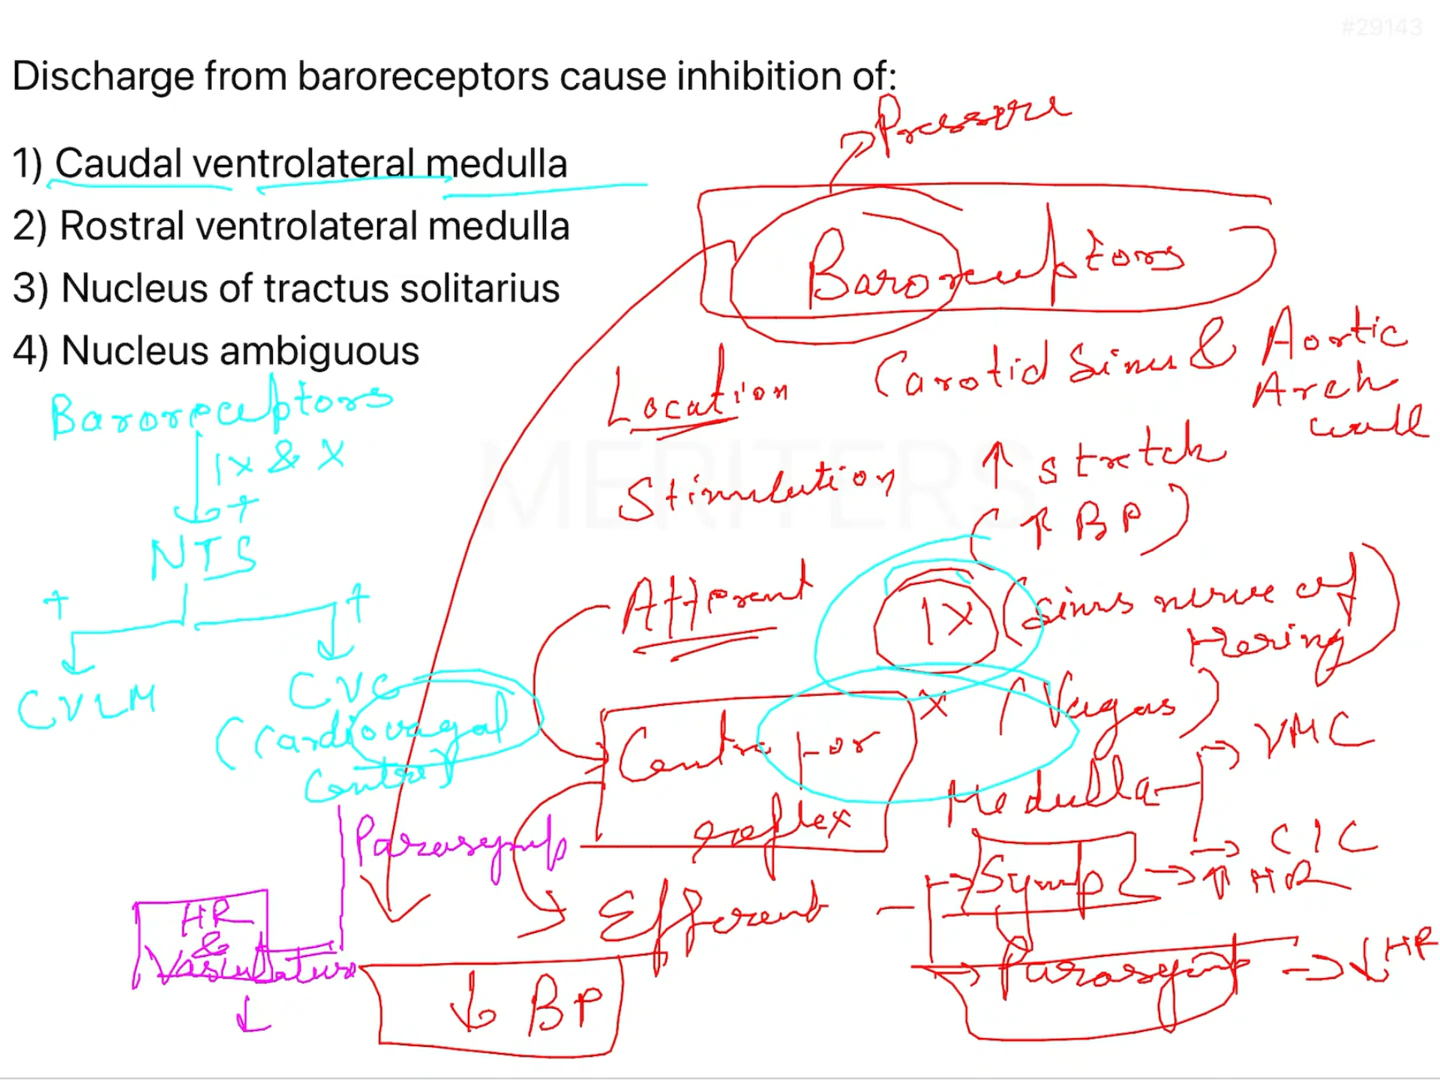 #29143
Discharge from baroreceptors cause inhibition of:
1) Caudal ventrolateral medulla
2) Rostral ventrolateral medulla
3) Nucleus of tractus solitarius
4) Nucleus ambiguous
Pressure
Baroreceptors
Location Carotid Sinus & Aortic
Arch
wall
Stimulation ↑ stretch
(↑ BP)
Afferent IX (Sinus nerve of
Hering)
X (Vagus)
Centre for
reflex
Medulla → VMC
→ CIC
Efferent → Symp → ↑ HR
→ Parasymp → ↓ HR
↓ BP
Baroreceptors
IX & X
+
NTS
+ +
CVLM CVC
(Cardiovagal
Centre)
Parasymp
HR
&
Vasculature
↓
MERITERS